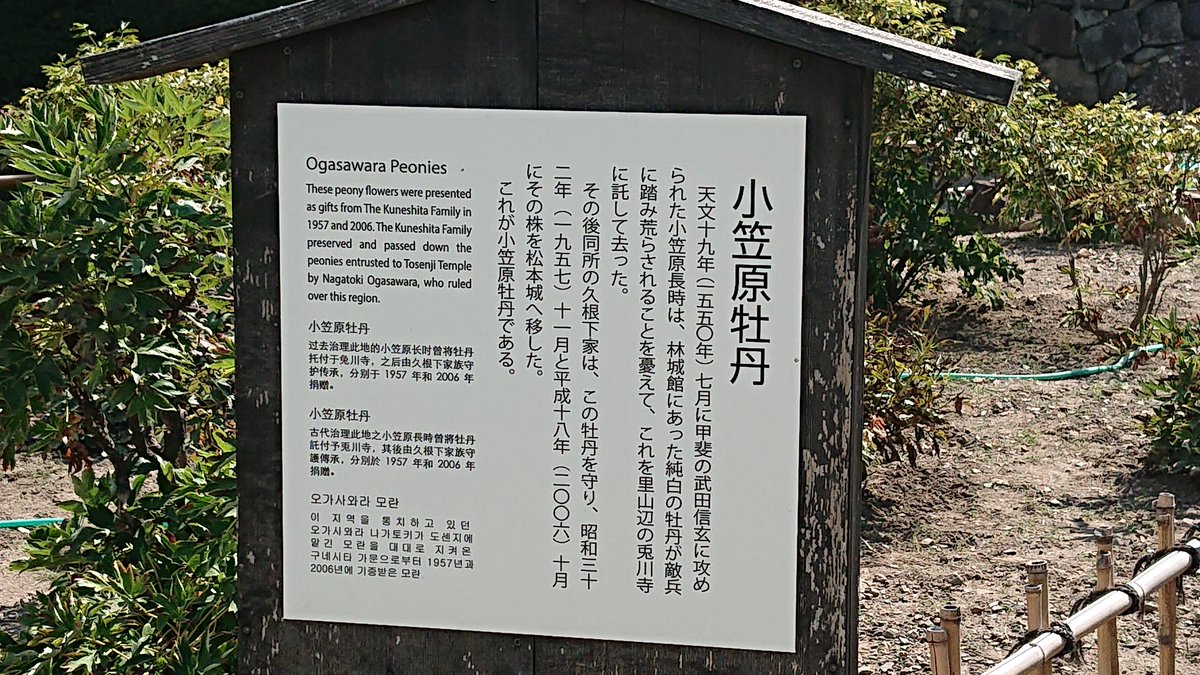 小笠原牡丹
天文十九年（一五五〇年）七月に甲斐の武田信玄に攻め
られた小笠原長時は、林城館にあった純白の牡丹が敵兵
に踏み荒らされることを憂えて、これを里山辺の兎川寺
に託して去った。
その後同所の久根下家は、この牡丹を守り、昭和三十
二年（一九五七）十一月と平成十八年（二〇〇六）十月
にその株を松本城へ移した。
これが小笠原牡丹である。
Ogasawara Peonies
These peony flowers were presented
as gifts from The Kuneshita Family in
1957 and 2006. The Kuneshita Family
preserved and passed down the
peonies entrusted to Tosenji Temple
by Nagatoki Ogasawara, who ruled
over this region.
小笠原牡丹
过去治理此地的小笠原长时曾将牡丹
托付于兔川寺，之后由久根下家族守
护传承，分别于 1957 年和 2006 年
捐赠。
小笠原牡丹
古代治理此地之小笠原長時曾將牡丹
託付予兎川寺，其後由久根下家族守
護傳承，分別於 1957 年和 2006 年
捐贈。
오가사와라 모란
이 지역을 통치하고 있던
오가사와라 나가토키가 도센지에
맡긴 모란을 대대로 지켜온
구네시타 가문으로부터 1957년과
2006년에 기증받은 모란